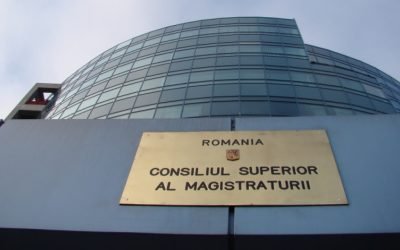 ROMANIA
CONSILIUL SUPERIOR
AL MAGISTRATURII